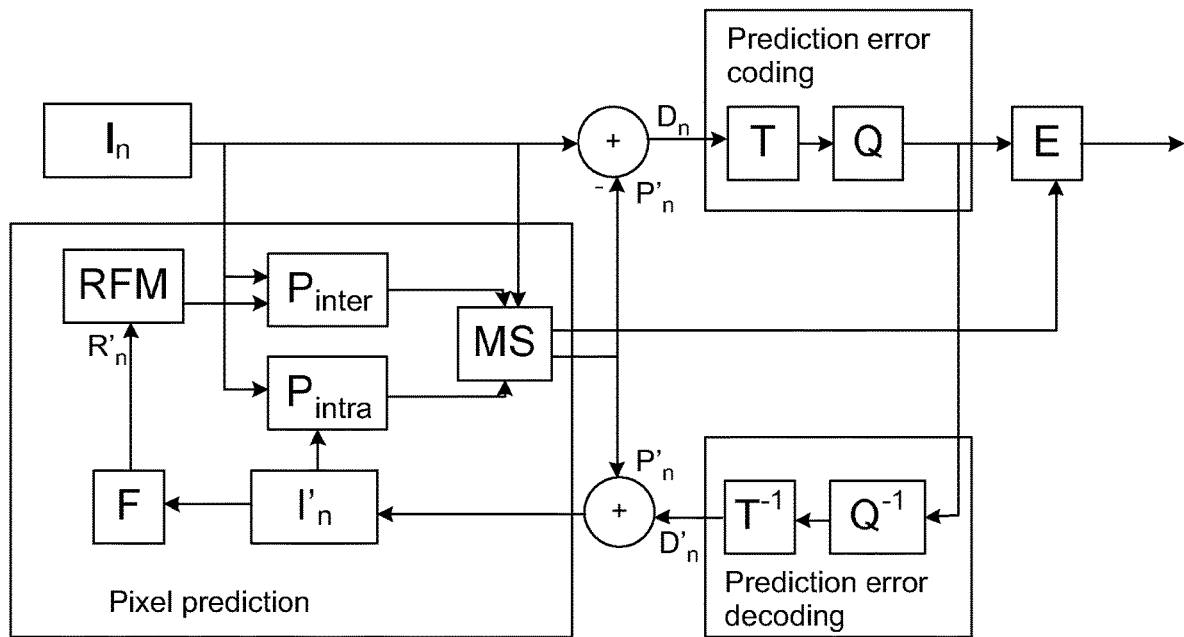 Prediction error
coding
I_n
+
D_n
T
Q
E
-
P'_n
RFM
P_inter
MS
R'_n
P_intra
F
I'_n
P'_n
+
D'_n
T^-1
Q^-1
Prediction error
decoding
Pixel prediction